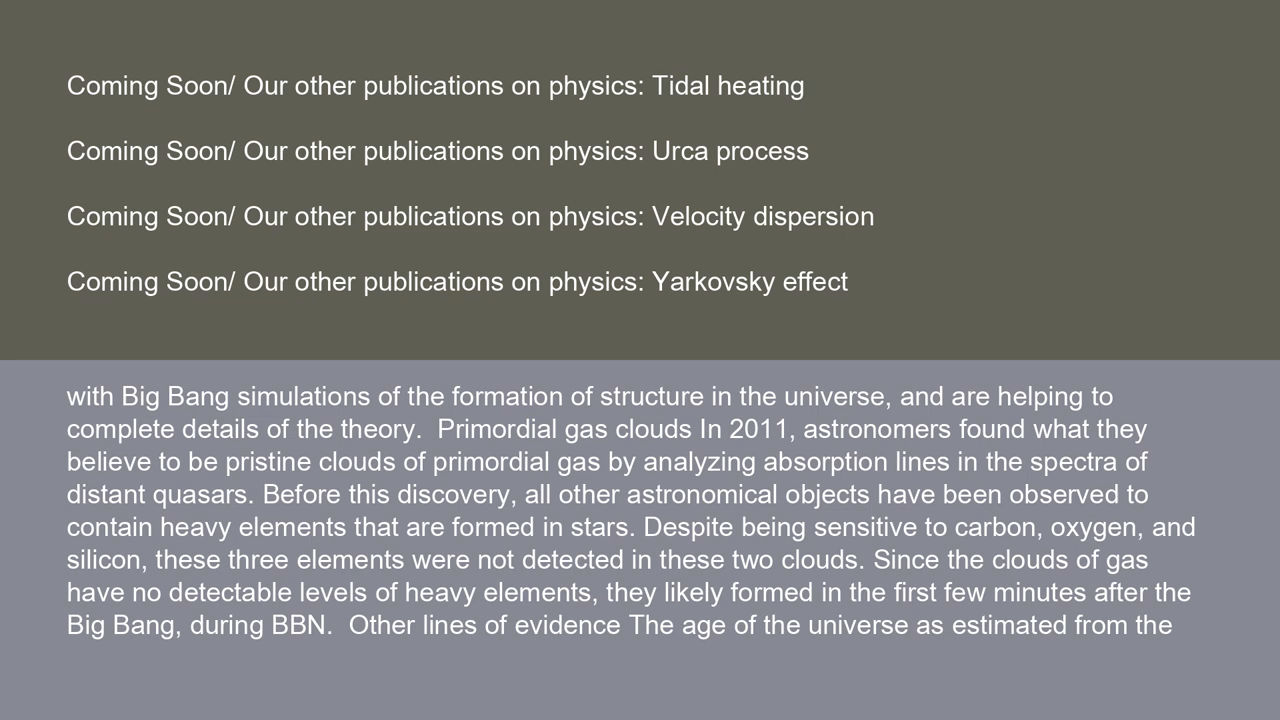 Coming Soon/ Our other publications on physics: Tidal heating
Coming Soon/ Our other publications on physics: Urca process
Coming Soon/ Our other publications on physics: Velocity dispersion
Coming Soon/ Our other publications on physics: Yarkovsky effect
with Big Bang simulations of the formation of structure in the universe, and are helping to
complete details of the theory.  Primordial gas clouds In 2011, astronomers found what they
believe to be pristine clouds of primordial gas by analyzing absorption lines in the spectra of
distant quasars. Before this discovery, all other astronomical objects have been observed to
contain heavy elements that are formed in stars. Despite being sensitive to carbon, oxygen, and
silicon, these three elements were not detected in these two clouds. Since the clouds of gas
have no detectable levels of heavy elements, they likely formed in the first few minutes after the
Big Bang, during BBN.  Other lines of evidence The age of the universe as estimated from the